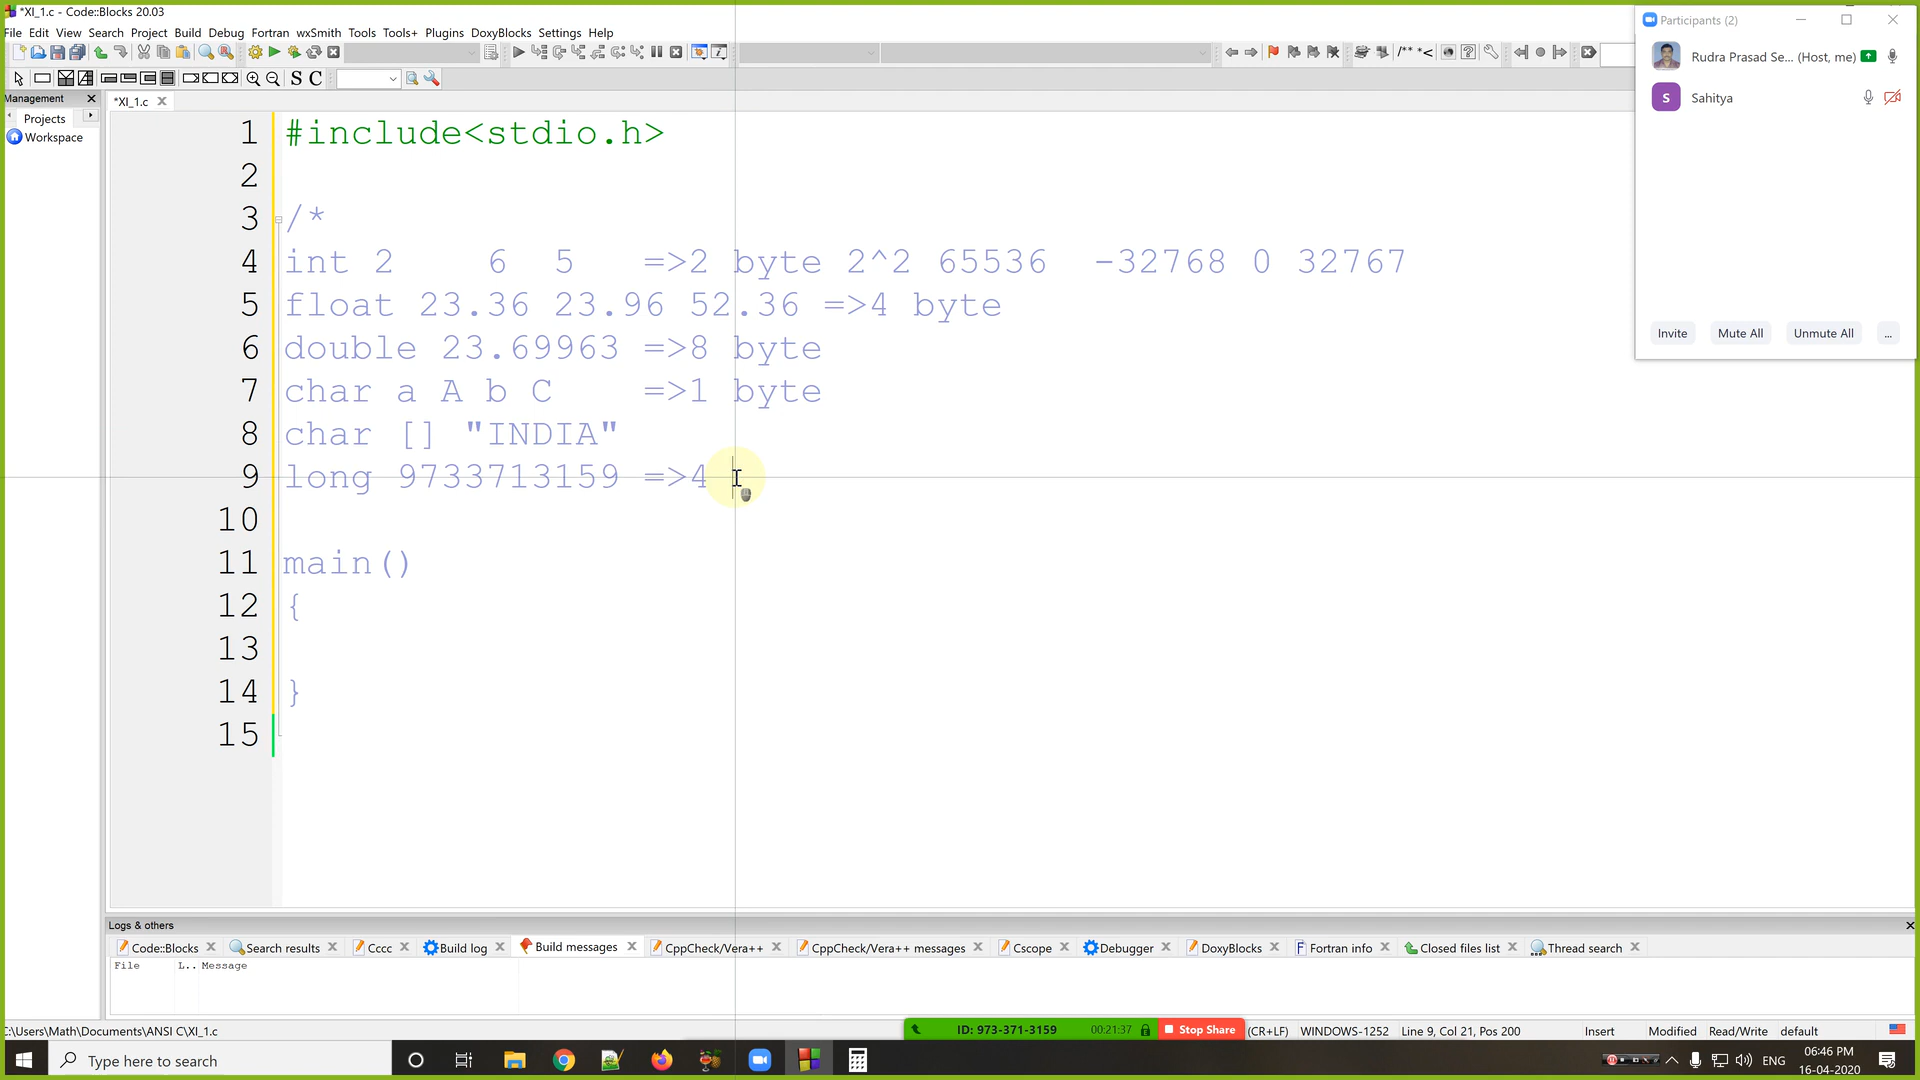 *XI_1.c - Code::Blocks 20.03
File Edit View Search Project Build Debug Fortran wxSmith Tools Tools+ Plugins DoxyBlocks Settings Help
Management
Projects
Workspace
*XI_1.c
1 #include<stdio.h>
2
3 /*
4 int 2 6 5 =>2 byte 2^2 65536 -32768 0 32767
5 float 23.36 23.96 52.36 =>4 byte
6 double 23.69963 =>8 byte
7 char a A b C =>1 byte
8 char [] "INDIA"
9 long 9733713159 =>4
10
11 main()
12 {
13
14 }
15
Participants (2)
Rudra Prasad Se... (Host, me)
S Sahitya
Invite Mute All Unmute All ...
Logs & others
Code::Blocks Search results Cccc Build log Build messages CppCheck/Vera++ CppCheck/Vera++ messages Cscope Debugger DoxyBlocks Fortran info Closed files list Thread search
File L.. Message
C:\Users\Math\Documents\ANSI C\XI_1.c
ID: 973-371-3159 00:21:37 Stop Share
(CR+LF) WINDOWS-1252 Line 9, Col 21, Pos 200 Insert Modified Read/Write default
Type here to search
ENG
06:46 PM
16-04-2020